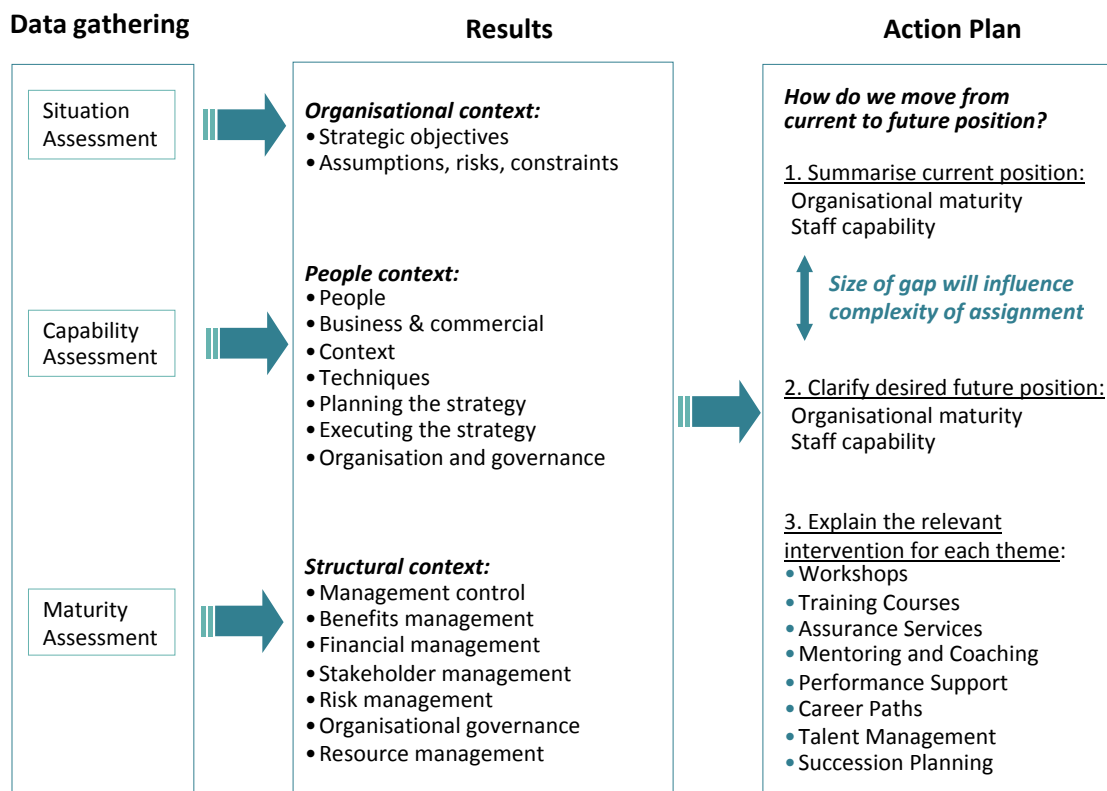 Data gathering
Situation
Assessment
Capability
Assessment
Maturity
Assessment
Results
Organisational context:
•Strategic objectives
•Assumptions, risks, constraints
People context:
•People
•Business & commercial
•Context
•Techniques
•Planning the strategy
•Executing the strategy
•Organisation and governance
Structural context:
•Management control
•Benefits management
•Financial management
•Stakeholder management
•Risk management
•Organisational governance
•Resource management
Action Plan
How do we move from
current to future position?
1. Summarise current position:
Organisational maturity
Staff capability
Size of gap will influence
complexity of assignment
2. Clarify desired future position:
Organisational maturity
Staff capability
3. Explain the relevant
intervention for each theme:
•Workshops
•Training Courses
•Assurance Services
•Mentoring and Coaching
•Performance Support
•Career Paths
•Talent Management
•Succession Planning